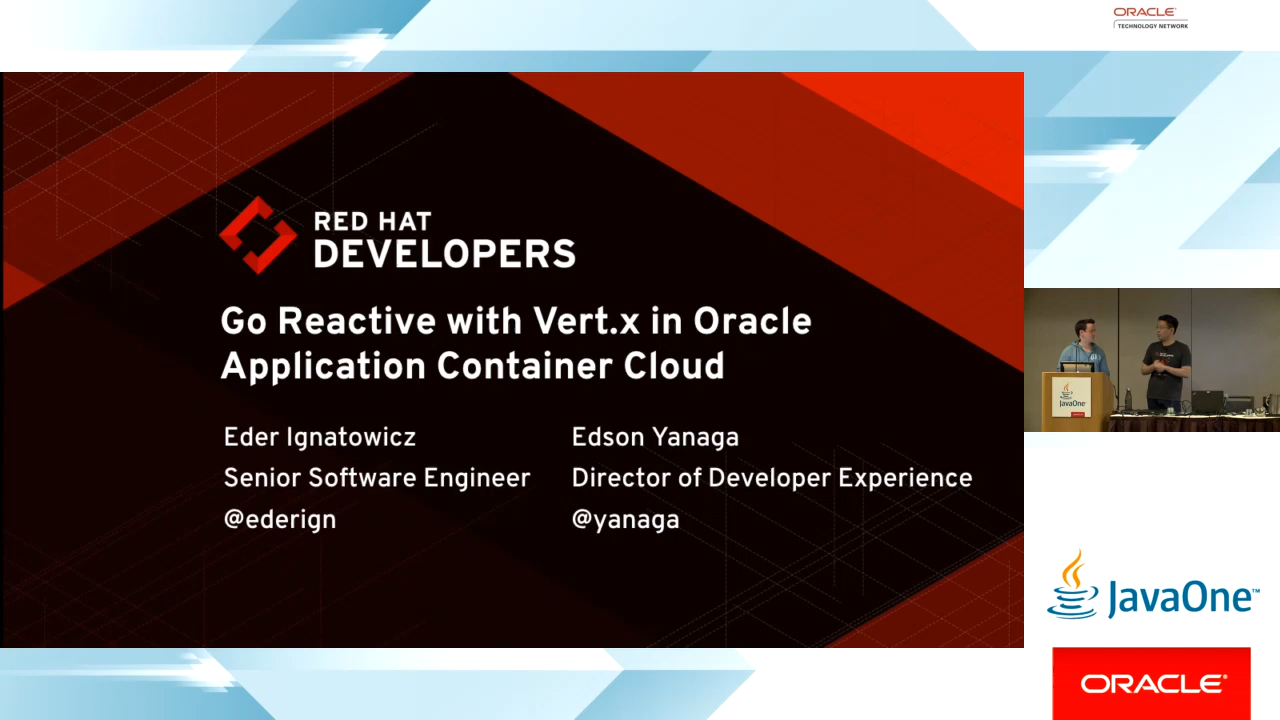 ORACLE
TECHNOLOGY NETWORK
RED HAT
DEVELOPERS
Go Reactive with Vert.x in Oracle
Application Container Cloud
Eder Ignatowicz
Senior Software Engineer
@ederign
Edson Yanaga
Director of Developer Experience
@yanaga
JavaOne
JavaOne™
ORACLE®